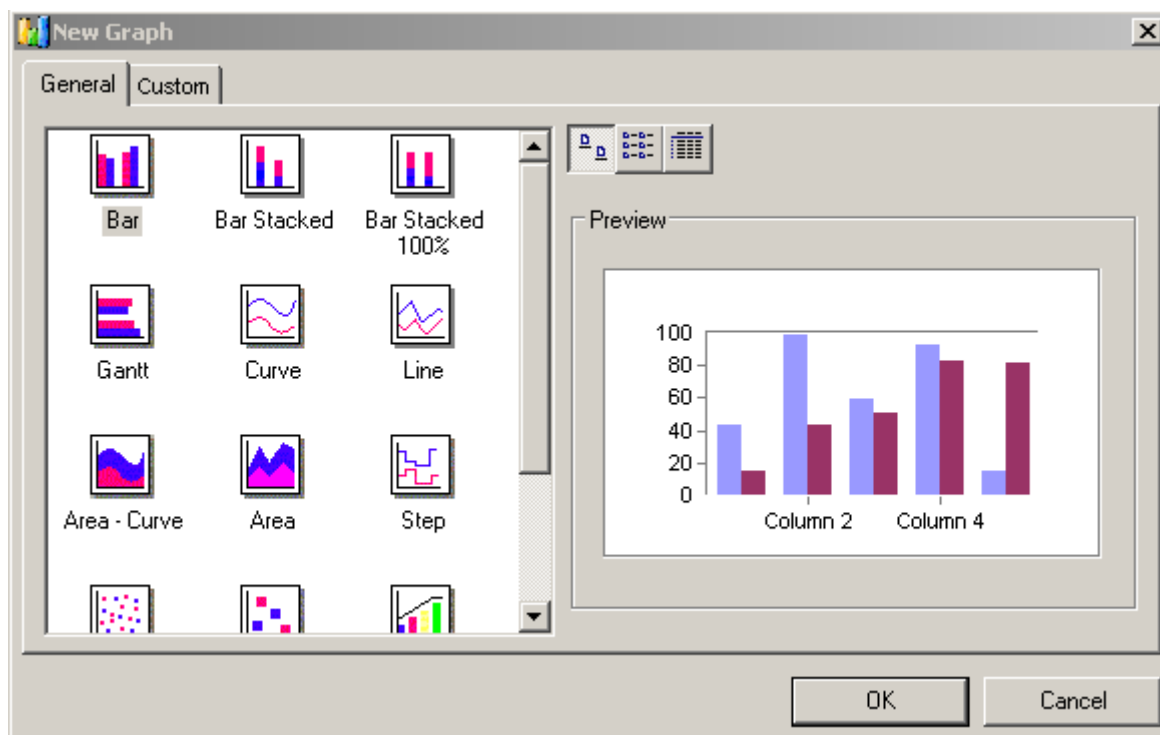 New Graph
General Custom
Bar Bar Stacked Bar Stacked 100%
Gantt Curve Line
Area - Curve Area Step
Preview
100
80
60
40
20
0
Column 2 Column 4
OK Cancel